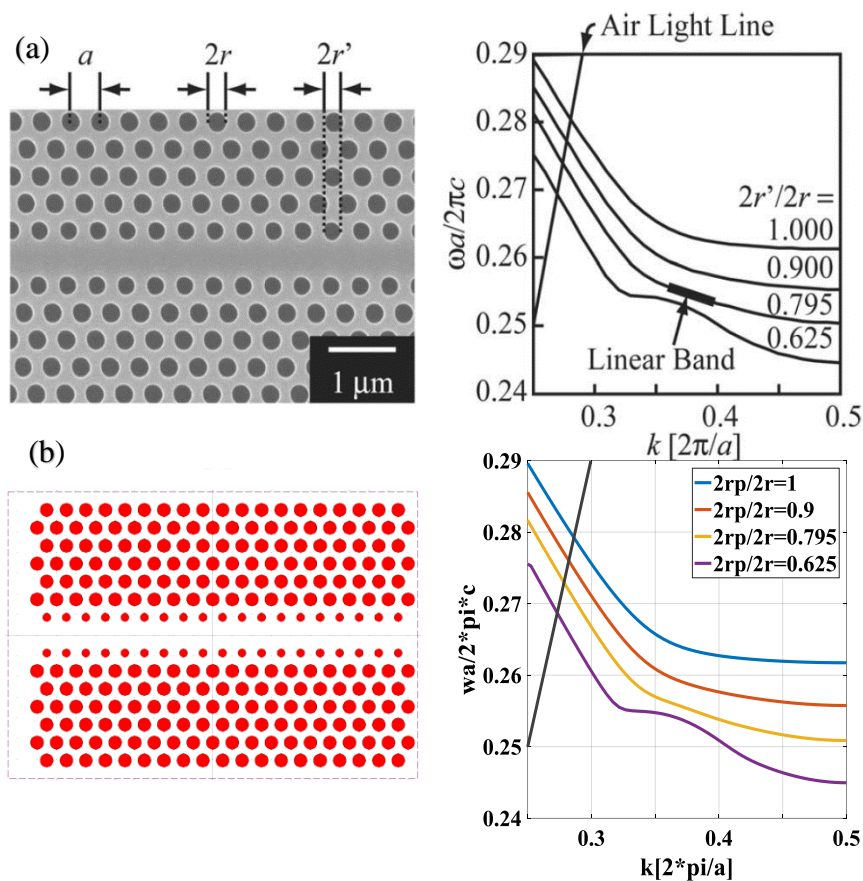 (a)
a
2r
2r'
1 μm
Air Light Line
0.29
0.28
0.27
0.26
0.25
0.24
ωa/2πc
2r'/2r =
1.000
0.900
0.795
0.625
Linear Band
0.3
0.4
0.5
k [2π/a]
(b)
0.29
0.28
0.27
0.26
0.25
0.24
wa/2*pi*c
2rp/2r=1
2rp/2r=0.9
2rp/2r=0.795
2rp/2r=0.625
0.3
0.4
0.5
k[2*pi/a]